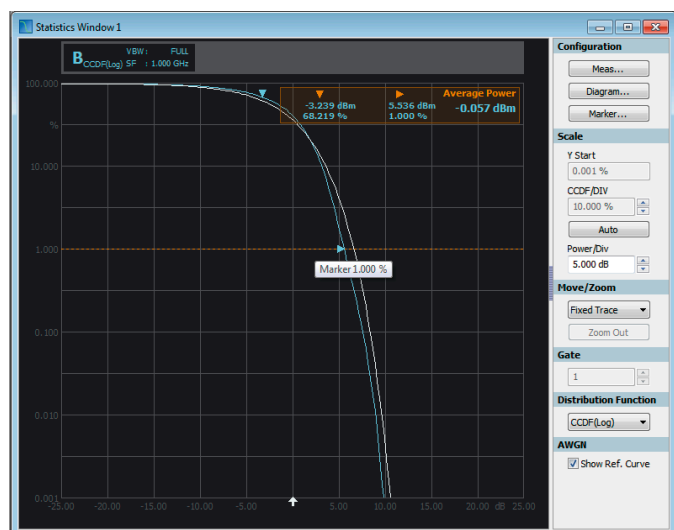 Statistics Window 1
B CCDF(Log) VBW : FULL
SF : 1.000 GHz
Average Power
-3.239 dBm 5.536 dBm -0.057 dBm
68.219 % 1.000 %
100.000
%
10.000
1.000
0.100
0.010
0.001
Marker 1.000 %
-25.00 -20.00 -15.00 -10.00 -5.00 5.00 10.00 15.00 20.00 dB 25.00
Configuration
Meas...
Diagram...
Marker...
Scale
Y Start
0.001 %
CCDF/DIV
10.000 %
Auto
Power/Div
5.000 dB
Move/Zoom
Fixed Trace
Zoom Out
Gate
1
Distribution Function
CCDF(Log)
AWGN
Show Ref. Curve